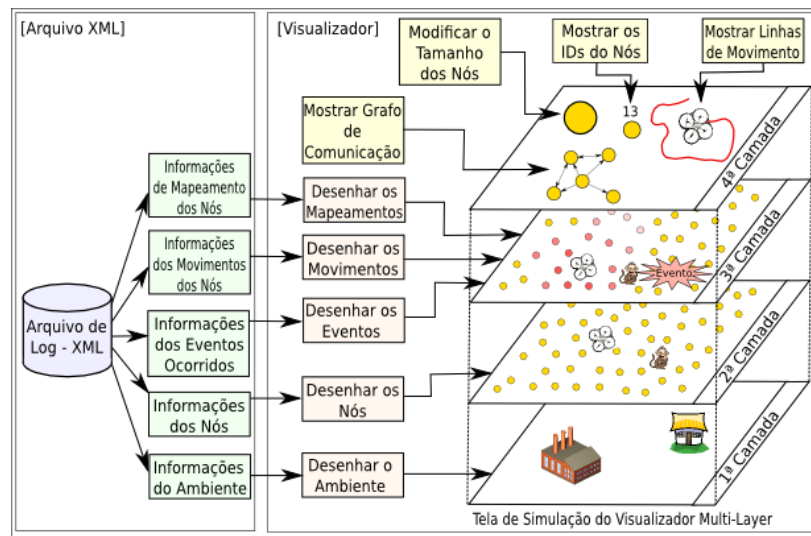 [Arquivo XML]
[Visualizador]
Modificar o
Tamanho
dos Nós
Mostrar os
IDs do Nós
Mostrar Linhas
de Movimento
Mostrar Grafo
de
Comunicação
13
4ª Camada
Informações
de Mapeamento
dos Nós
Desenhar os
Mapeamentos
Informações
dos Movimentos
dos Nós
Desenhar os
Movimentos
Evento
3ª Camada
Arquivo de
Log - XML
Informações
dos Eventos
Ocorridos
Desenhar os
Eventos
2ª Camada
Informações
dos Nós
Desenhar os
Nós
Informações
do Ambiente
Desenhar o
Ambiente
1ª Camada
Tela de Simulação do Visualizador Multi-Layer